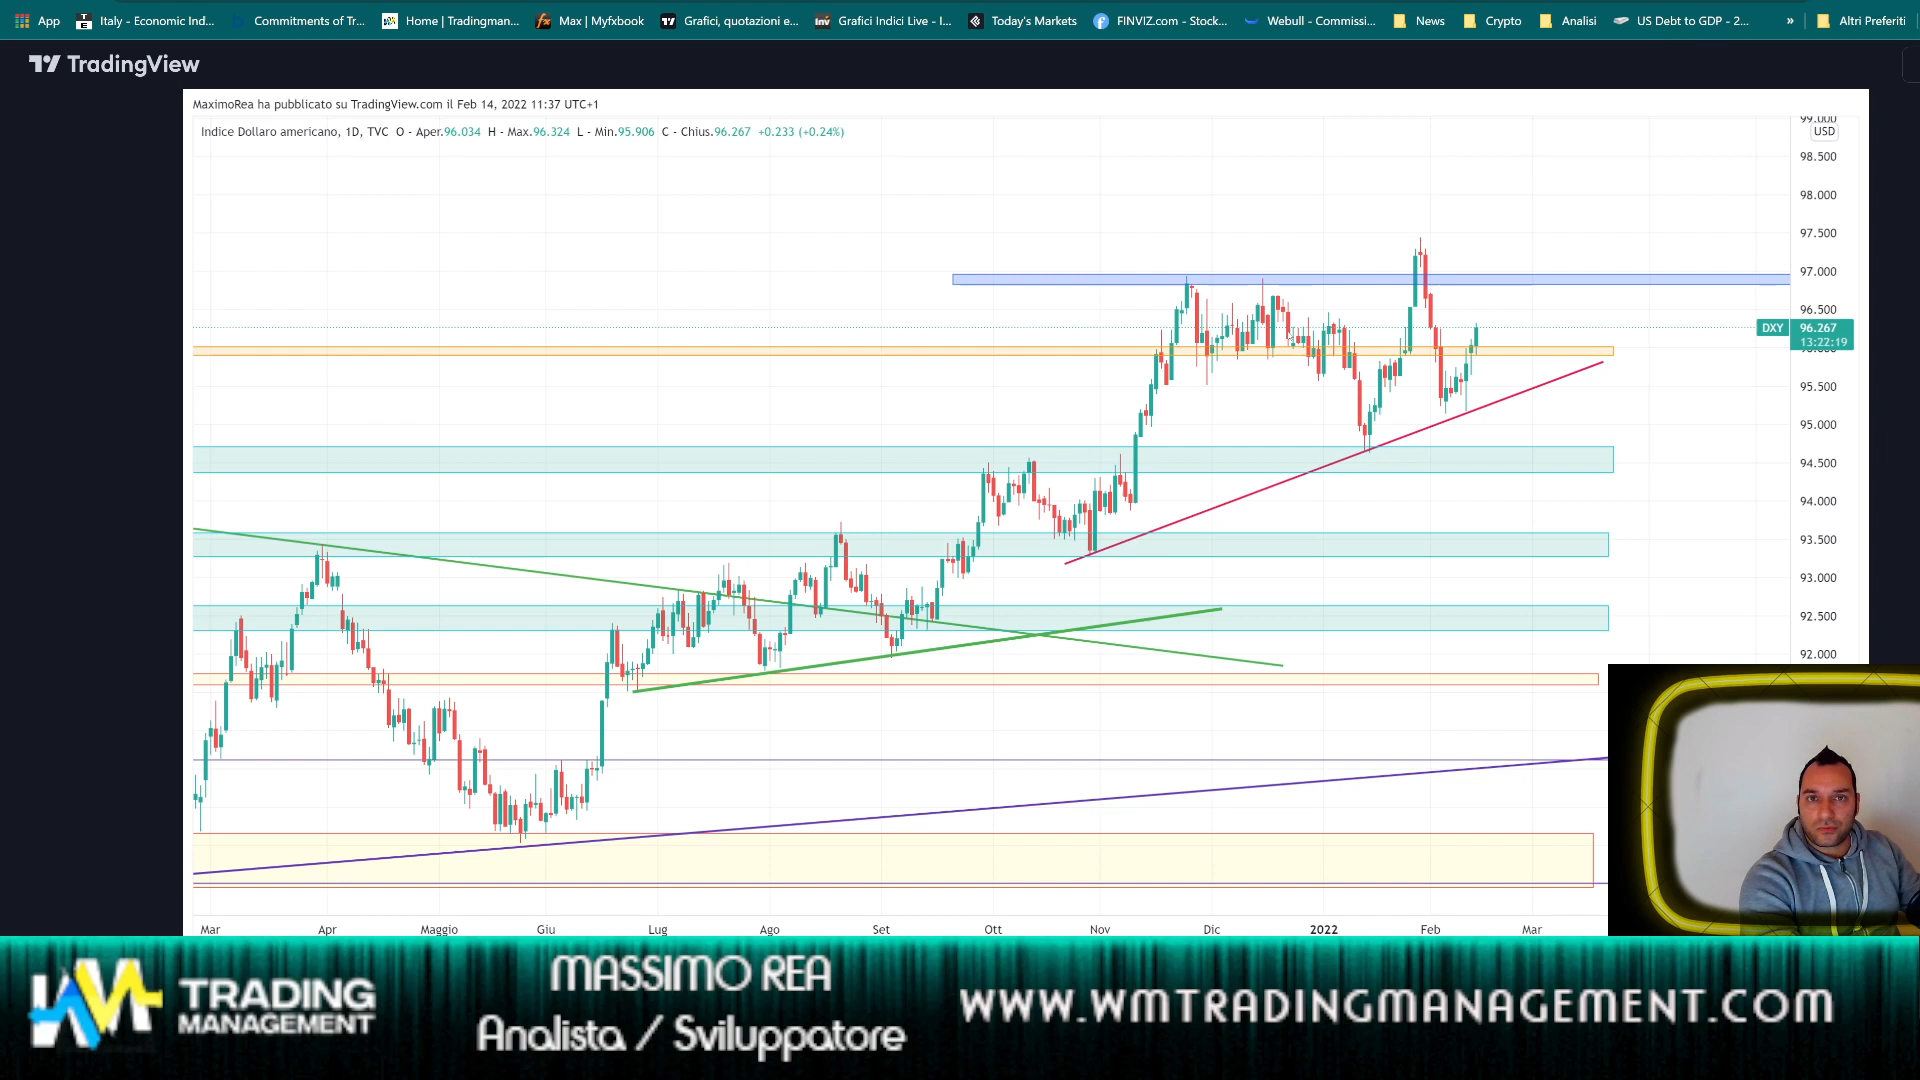 App Italy - Economic Ind... Commitments of Tr... Home | Tradingman... Max | Myfxbook Grafici, quotazioni e... Grafici Indici Live - I... Today's Markets FINVIZ.com - Stock... Webull - Commissi... News Crypto Analisi US Debt to GDP - 2... » Altri Preferiti
TradingView
MaximoRea ha pubblicato su TradingView.com il Feb 14, 2022 11:37 UTC+1
Indice Dollaro americano, 1D, TVC O - Aper.96.034 H - Max.96.324 L - Min.95.906 C - Chius.96.267 +0.233 (+0.24%)
99.000
USD
98.500
98.000
97.500
97.000
96.500
DXY 96.267
13:22:19
95.500
95.000
94.500
94.000
93.500
93.000
92.500
92.000
Mar Apr Maggio Giu Lug Ago Set Ott Nov Dic 2022 Feb Mar
TRADING
MANAGEMENT
MASSIMO REA
Analista / Sviluppatore
WWW.WMTRADINGMANAGEMENT.COM